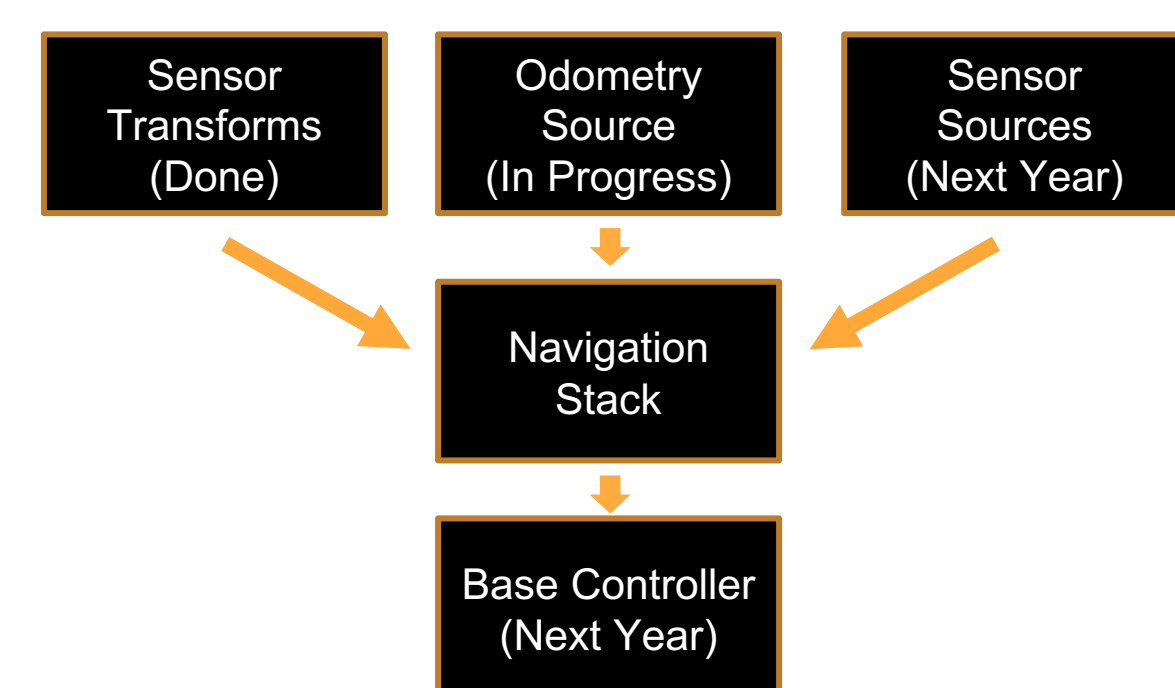 Sensor
Transforms
(Done)
Odometry
Source
(In Progress)
Sensor
Sources
(Next Year)
Navigation
Stack
Base Controller
(Next Year)